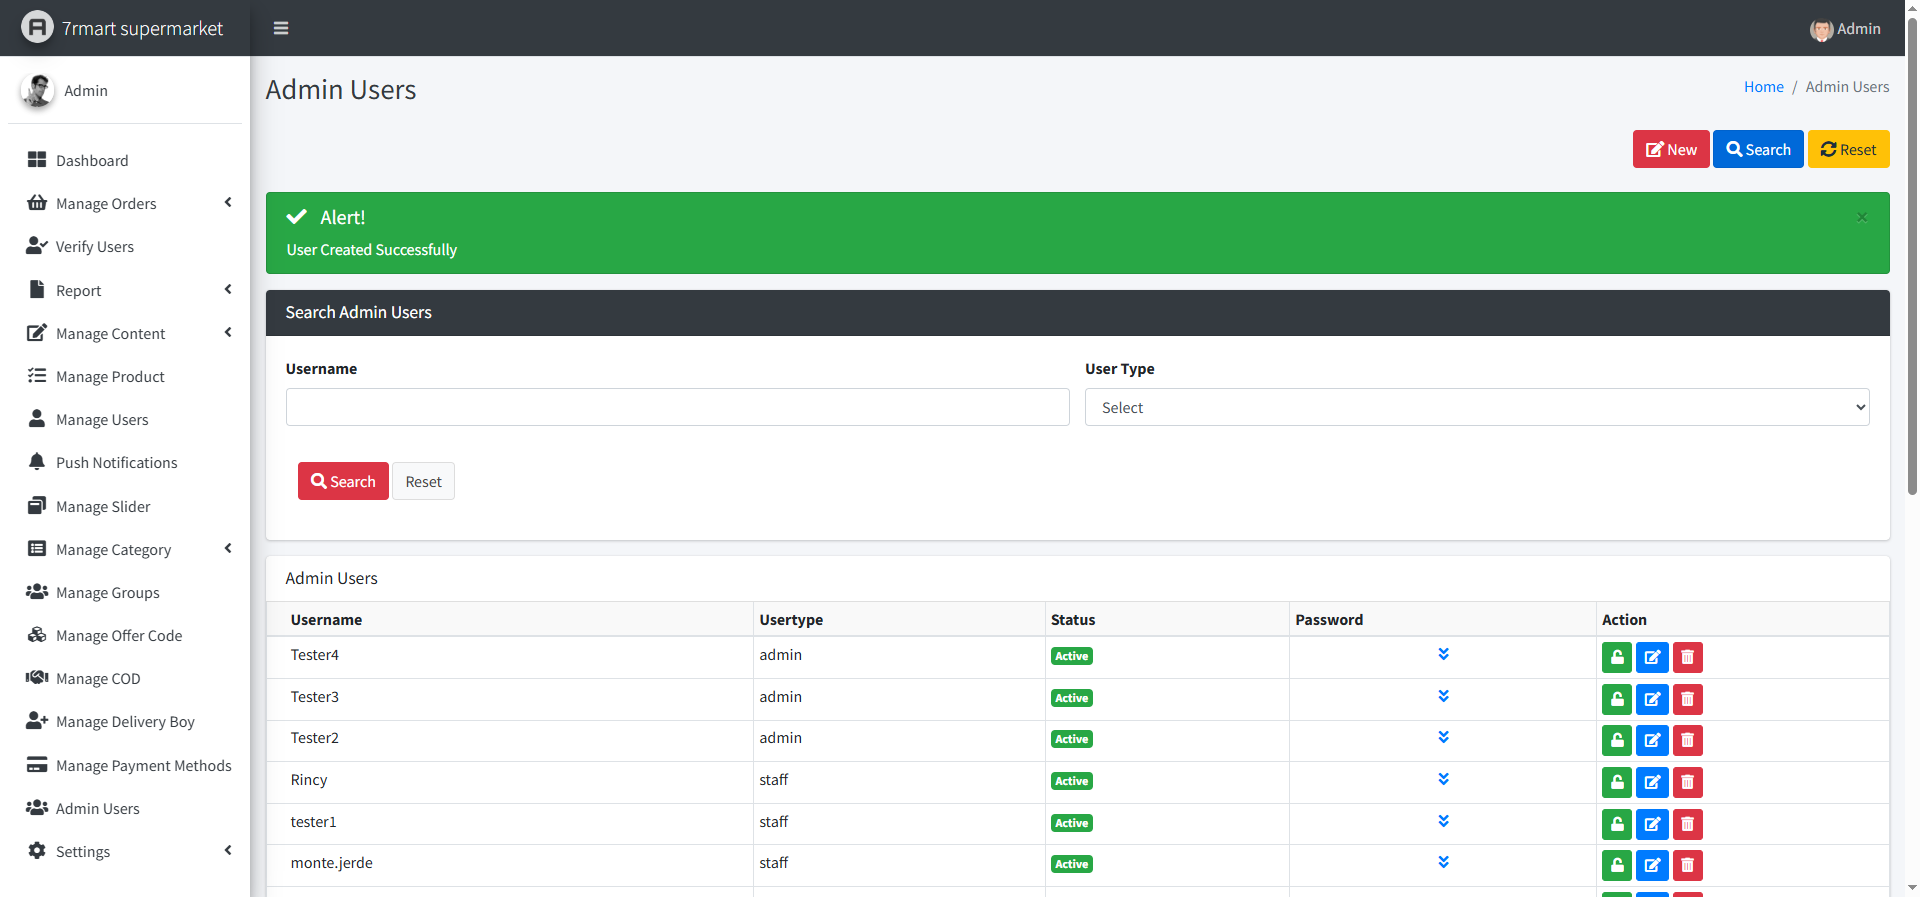 7rmart supermarket
Admin
Admin
Dashboard
Manage Orders
Verify Users
Report
Manage Content
Manage Product
Manage Users
Push Notifications
Manage Slider
Manage Category
Manage Groups
Manage Offer Code
Manage COD
Manage Delivery Boy
Manage Payment Methods
Admin Users
Settings
Admin Users
Home / Admin Users
New Search Reset
Alert! ×
User Created Successfully
Search Admin Users
Username User Type
Select
Search Reset
Admin Users
Username Usertype Status Password Action
Tester4 admin Active
Tester3 admin Active
Tester2 admin Active
Rincy staff Active
tester1 staff Active
monte.jerde staff Active